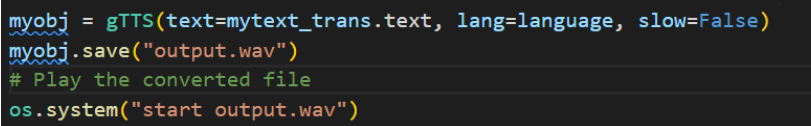 myobj = gTTS(text=mytext_trans.text, lang=language, slow=False)
myobj.save("output.wav")
# Play the converted file
os.system("start output.wav")